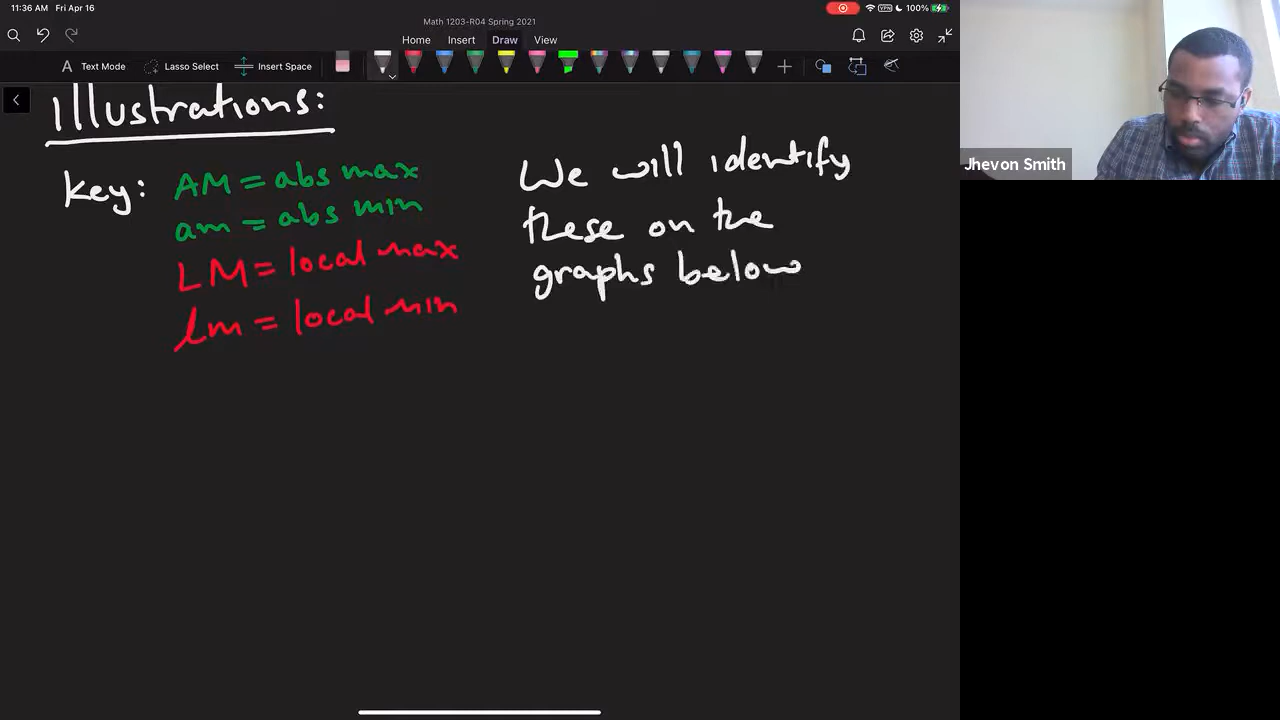 11:36 AM Fri Apr 16
100%
Math 1203-R04 Spring 2021
Home Insert Draw View
Text Mode Lasso Select Insert Space
Illustrations:
Key: AM = abs max
am = abs min
LM = local max
lm = local min
We will identify
these on the
graphs below
Jhevon Smith